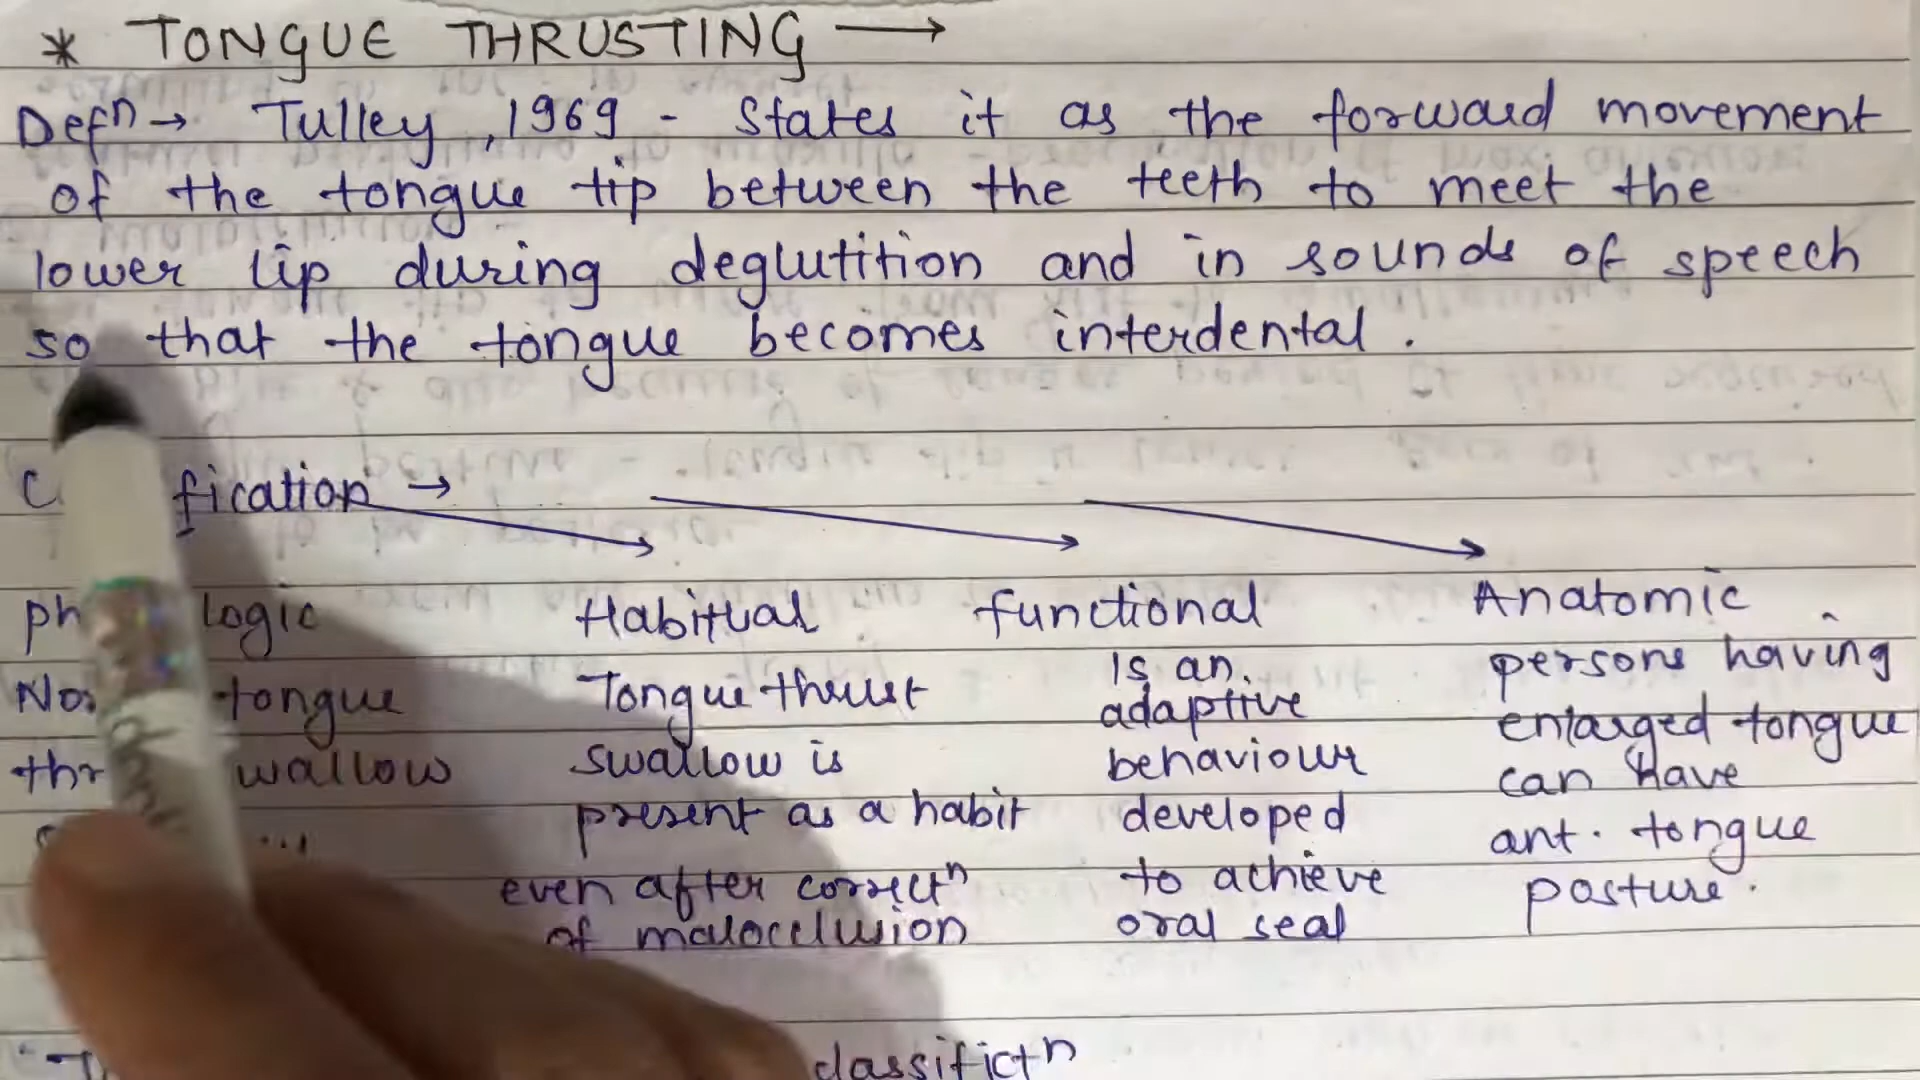 * TONGUE THRUSTING →
Defⁿ → Tulley, 1969 - States it as the forward movement
of the tongue tip between the teeth to meet the
lower lip during deglutition and in sounds of speech
so that the tongue becomes interdental.
fication →
logic
tongue
wallow
Habitual
Tongue thrust
swallow is
present as a habit
even after correctⁿ
of malocclusion
functional
Is an
adaptive
behaviour
developed
to achieve
oral seal
Anatomic
persons having
enlarged tongue
can have
ant. tongue
posture.
classifictⁿ